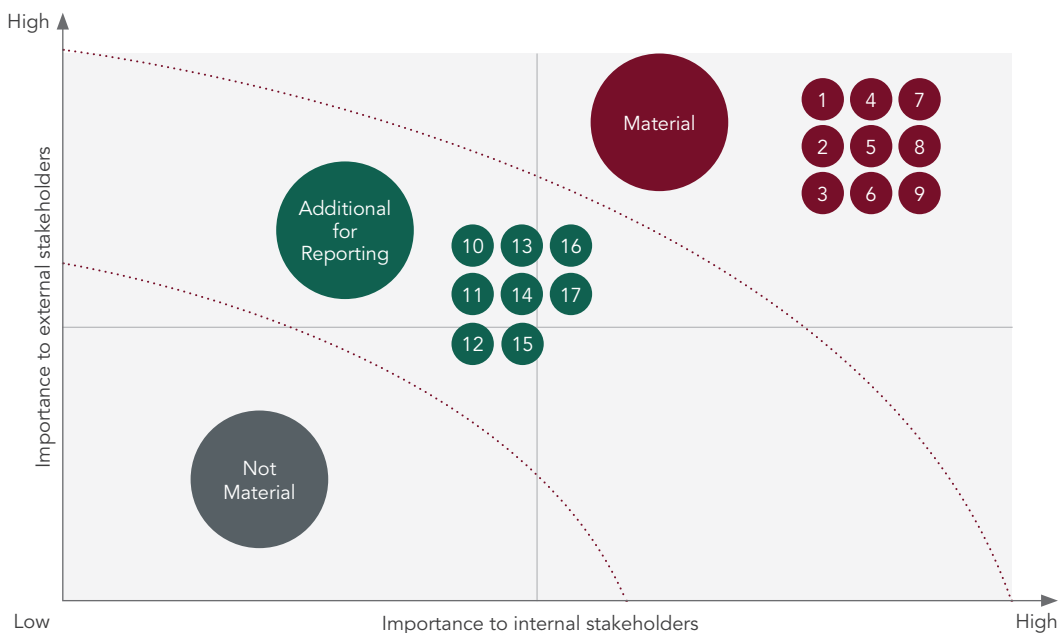 High
Importance to external stakeholders
Material
1 4 7
2 5 8
3 6 9
Additional
for
Reporting
10 13 16
11 14 17
12 15
Not
Material
Low
Importance to internal stakeholders
High